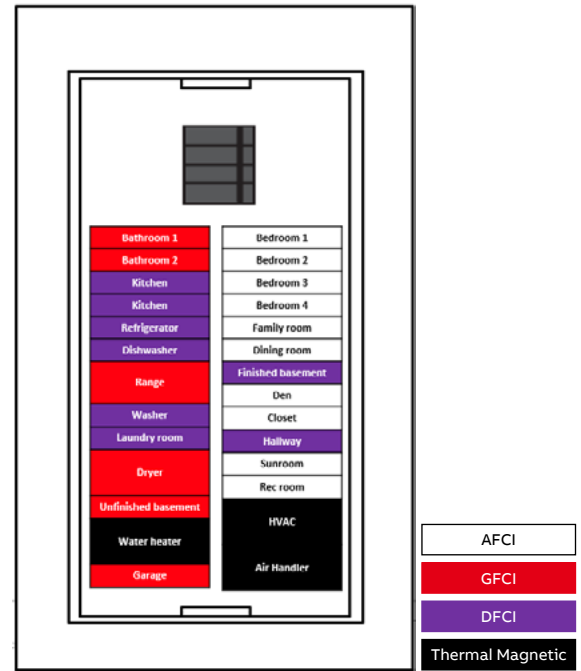 Bathroom 1
Bathroom 2
Kitchen
Kitchen
Refrigerator
Dishwasher
Range
Washer
Laundry room
Dryer
Unfinished basement
Water heater
Garage
Bedroom 1
Bedroom 2
Bedroom 3
Bedroom 4
Family room
Dining room
Finished basement
Den
Closet
Hallway
Sunroom
Rec room
HVAC
Air Handler
AFCI
GFCI
DFCI
Thermal Magnetic